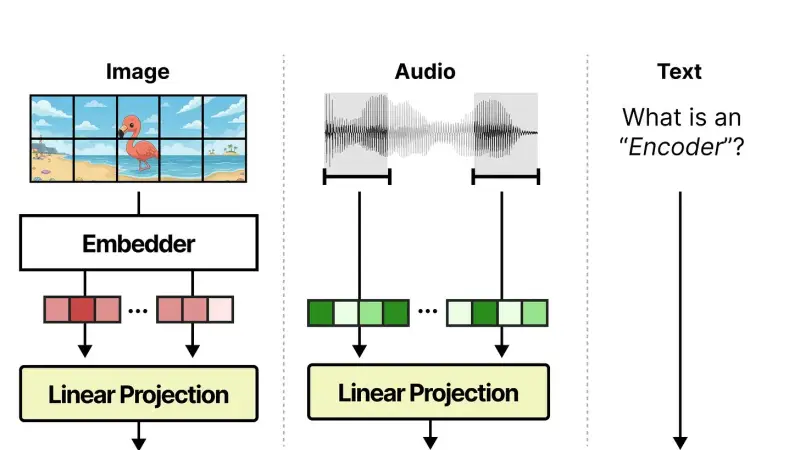 Image
Audio
Text
What is an
“Encoder”?
Embedder
...
...
Linear Projection
Linear Projection